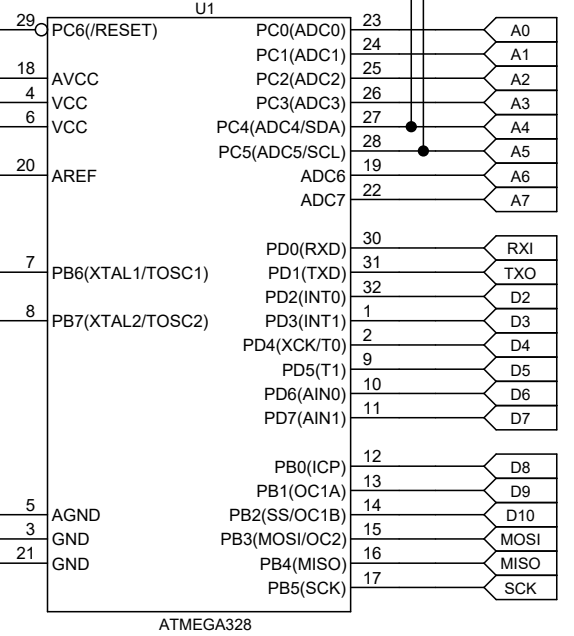 U1
29 PC6(/RESET) PC0(ADC0) 23 A0
PC1(ADC1) 24 A1
18 AVCC PC2(ADC2) 25 A2
4 VCC PC3(ADC3) 26 A3
6 VCC PC4(ADC4/SDA) 27 A4
PC5(ADC5/SCL) 28 A5
20 AREF ADC6 19 A6
ADC7 22 A7
PD0(RXD) 30 RXI
7 PB6(XTAL1/TOSC1) PD1(TXD) 31 TXO
PD2(INT0) 32 D2
8 PB7(XTAL2/TOSC2) PD3(INT1) 1 D3
PD4(XCK/T0) 2 D4
PD5(T1) 9 D5
PD6(AIN0) 10 D6
PD7(AIN1) 11 D7
PB0(ICP) 12 D8
PB1(OC1A) 13 D9
5 AGND PB2(SS/OC1B) 14 D10
3 GND PB3(MOSI/OC2) 15 MOSI
21 GND PB4(MISO) 16 MISO
PB5(SCK) 17 SCK
ATMEGA328